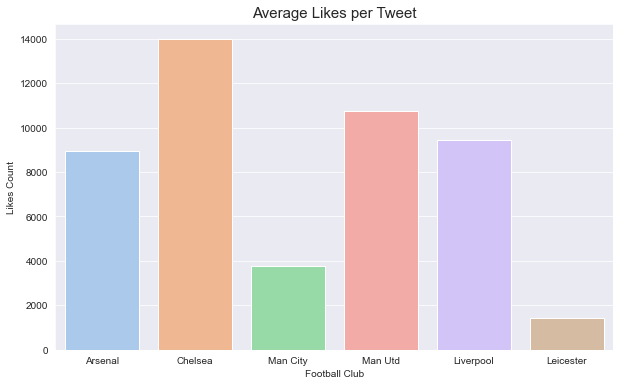 Average Likes per Tweet
14000
12000
10000
8000
6000
4000
2000
0
Likes Count
Arsenal Chelsea Man City Man Utd Liverpool Leicester
Football Club